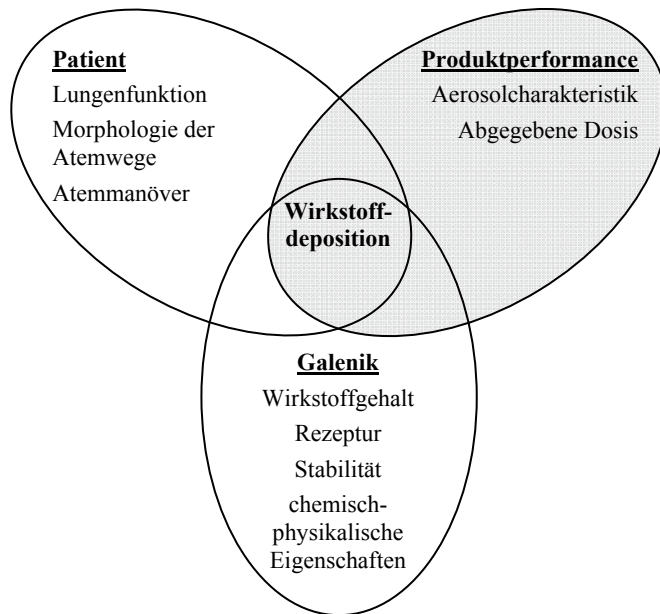 Patient
Lungenfunktion
Morphologie der
Atemwege
Atemmanöver
Produktperformance
Aerosolcharakteristik
Abgegebene Dosis
Wirkstoff-
deposition
Galenik
Wirkstoffgehalt
Rezeptur
Stabilität
chemisch-
physikalische
Eigenschaften